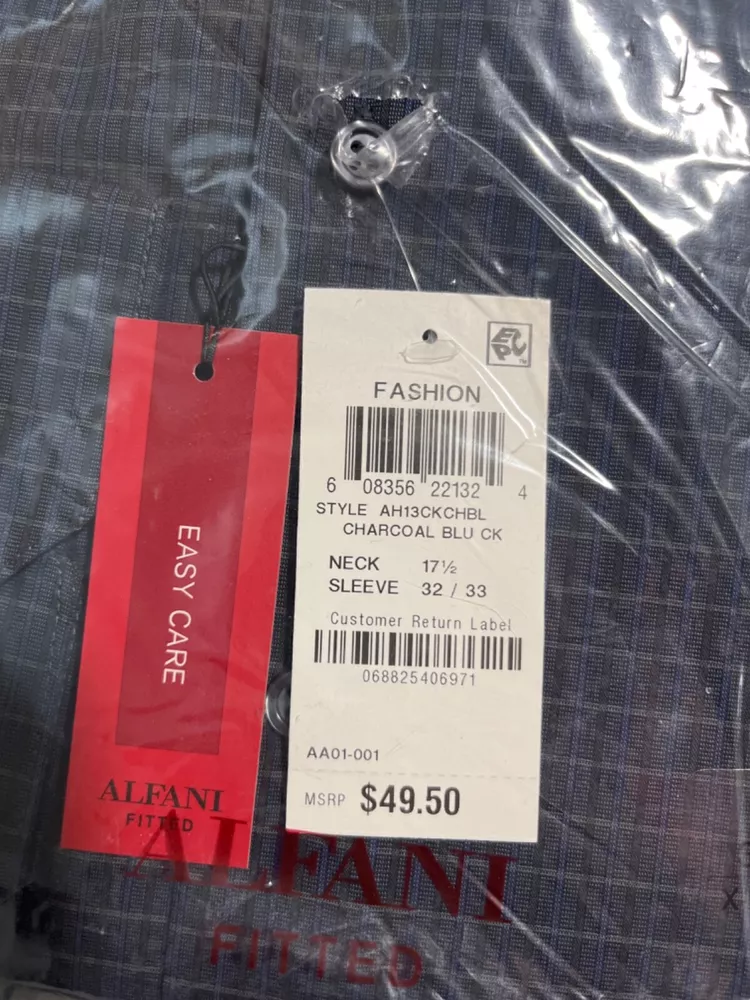 EASY CARE
ALFANI
FITTED
EPC™
FASHION
6 08356 22132 4
STYLE AH13CKCHBL
CHARCOAL BLU CK
NECK 17½
SLEEVE 32 / 33
Customer Return Label
068825406971
AA01-001
MSRP $49.50
ALFANI
FITTED
X